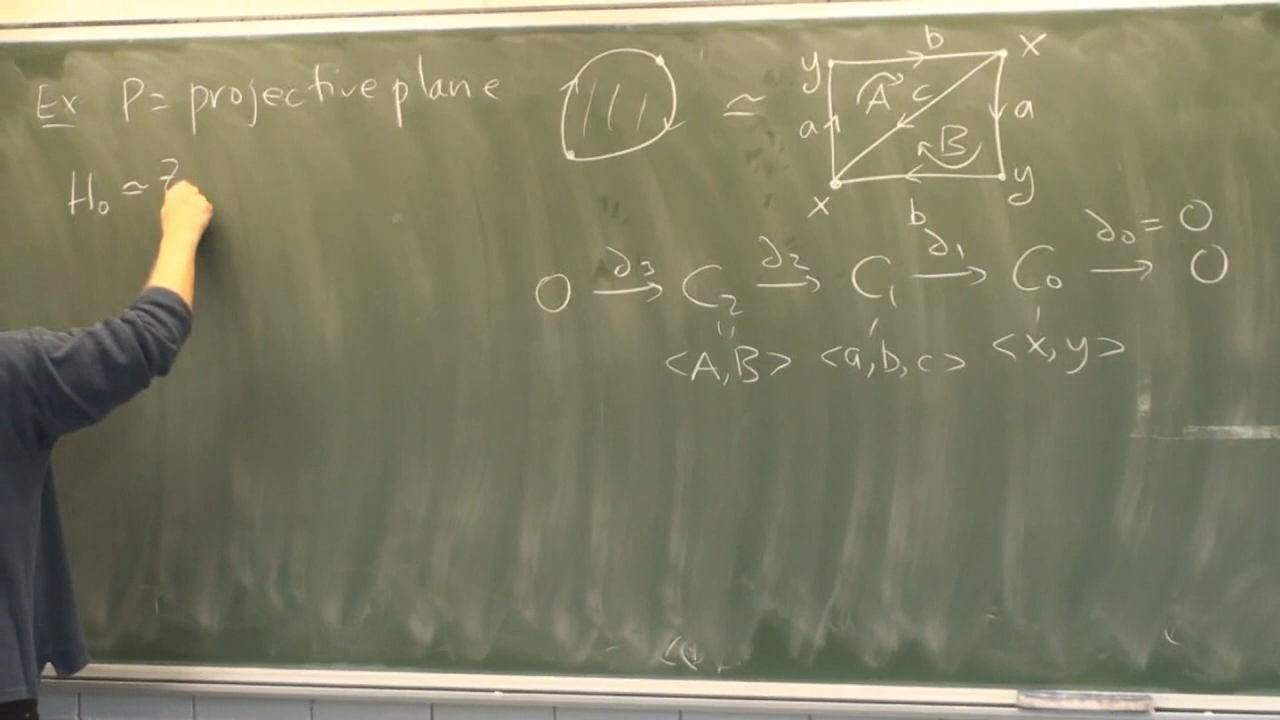 Ex P = projective plane
≃
y b x
A c
a a
B
x b y
H₀ ≃
0 —∂₃→ C₂ —∂₂→ C₁ —∂₁→ C₀ —∂₀=0→ 0
<A,B> <a,b,c> <x,y>